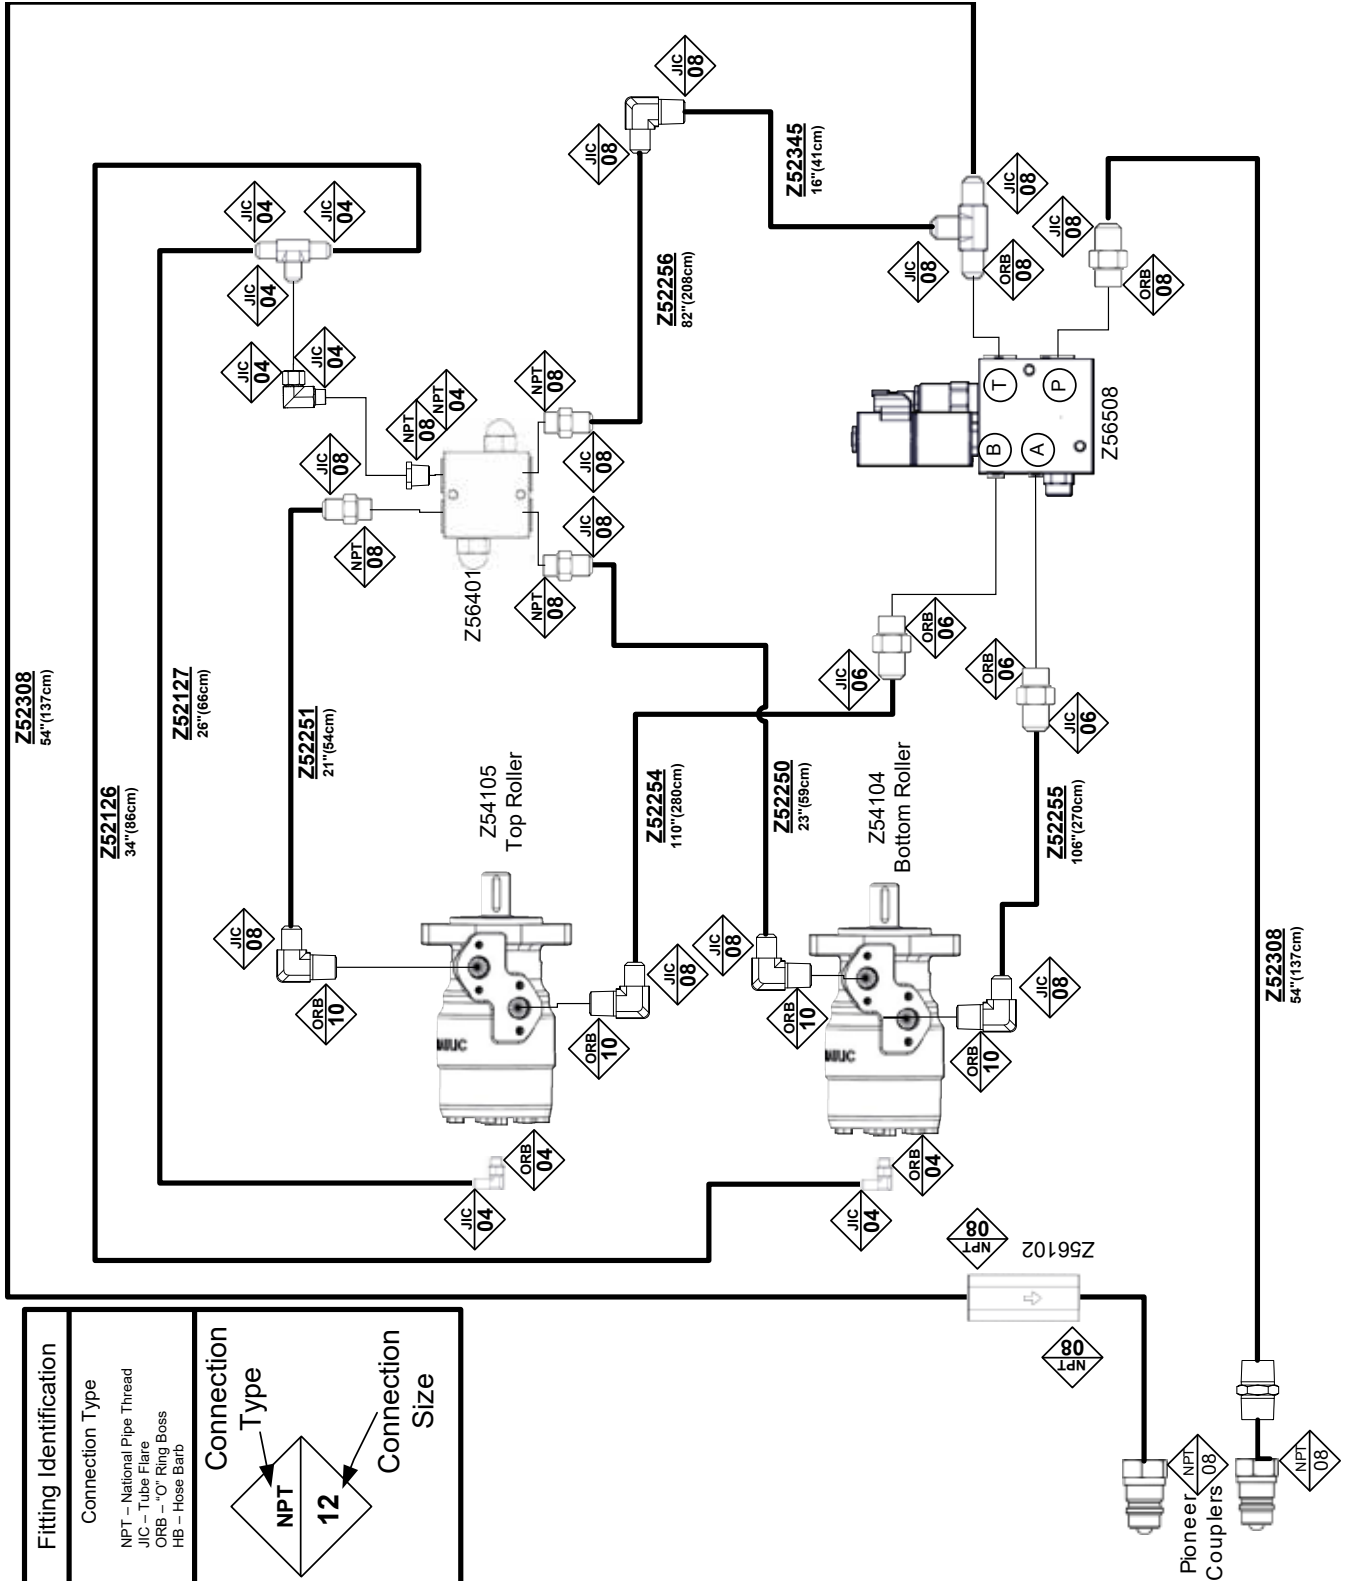 Fitting Identification
Connection Type
NPT – National Pipe Thread
JIC – Tube Flare
ORB – "O" Ring Boss
HB – Hose Barb
Connection
Type
NPT
12
Connection
Size
Z52308
54"(137cm)
Z52126
34"(86cm)
Z52127
26"(66cm)
JIC
04
JIC
04
JIC
04
JIC
04
JIC
04
Z52251
21"(54cm)
JIC
08
NPT
08
NPT
08
NPT
04
NPT
08
JIC
08
JIC
08
NPT
08
Z56401
Z52256
82"(208cm)
JIC
08
JIC
08
Z52345
16"(41cm)
JIC
08
JIC
08
ORB
08
JIC
08
ORB
08
T
P
B
A
Z56508
JIC
06
ORB
06
ORB
06
JIC
06
Z54105
Top Roller
Z52254
110"(280cm)
Z52250
23"(59cm)
Z54104
Bottom Roller
Z52255
106"(270cm)
Z52308
54"(137cm)
JIC
08
ORB
10
ORB
10
JIC
08
JIC
08
ORB
10
ORB
10
JIC
08
JIC
04
ORB
04
JIC
04
ORB
04
NPT
08
Z56102
NPT
08
Pioneer
Couplers
NPT
08
NPT
08